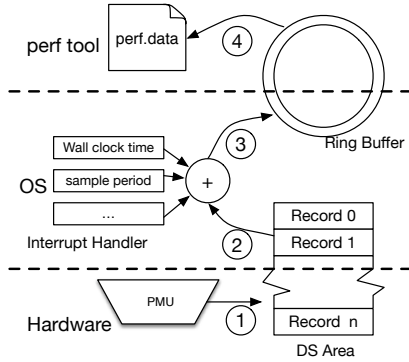 perf tool
perf.data
4
Ring Buffer
Wall clock time
3
OS
sample period
+
...
Interrupt Handler
2
Record 0
Record 1
Hardware
PMU
1
Record n
DS Area